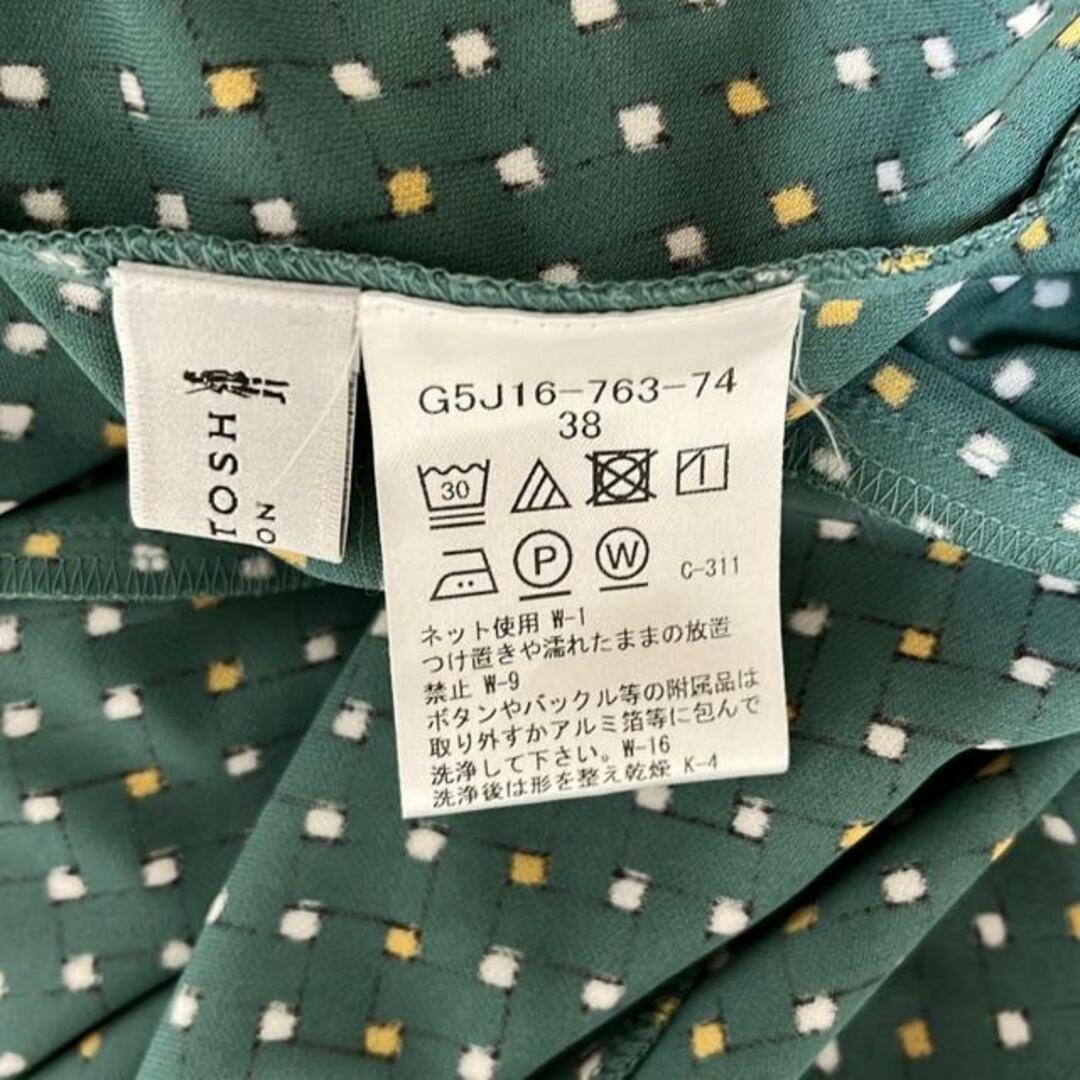 TOSH
ON
G5J16-763-74
38
30
P
W
C-311
ネット使用 W-1
つけ置きや濡れたままの放置
禁止 W-9
ボタンやバックル等の附属品は
取り外すかアルミ箔等に包んで
洗浄して下さい。W-16
洗浄後は形を整え乾燥 K-4